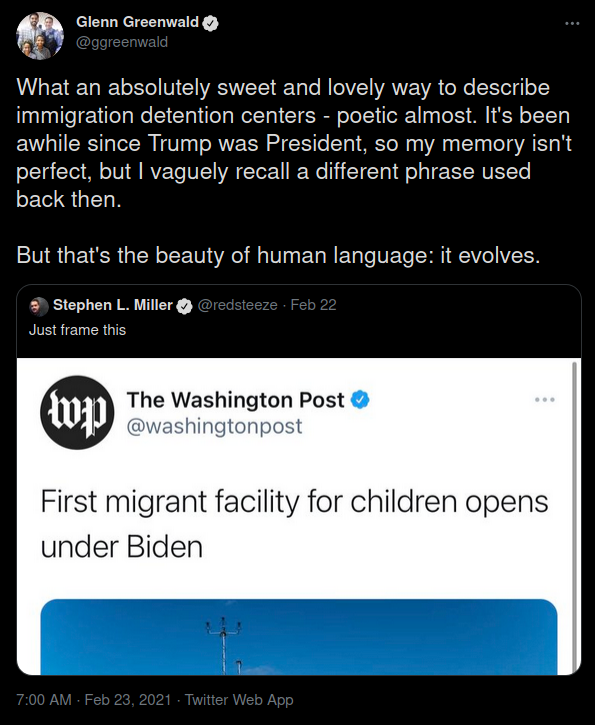 Glenn Greenwald
@ggreenwald
What an absolutely sweet and lovely way to describe
immigration detention centers - poetic almost. It's been
awhile since Trump was President, so my memory isn't
perfect, but I vaguely recall a different phrase used
back then.
But that's the beauty of human language: it evolves.
Stephen L. Miller @redsteeze · Feb 22
Just frame this
wp
The Washington Post
@washingtonpost
First migrant facility for children opens
under Biden
7:00 AM · Feb 23, 2021 · Twitter Web App